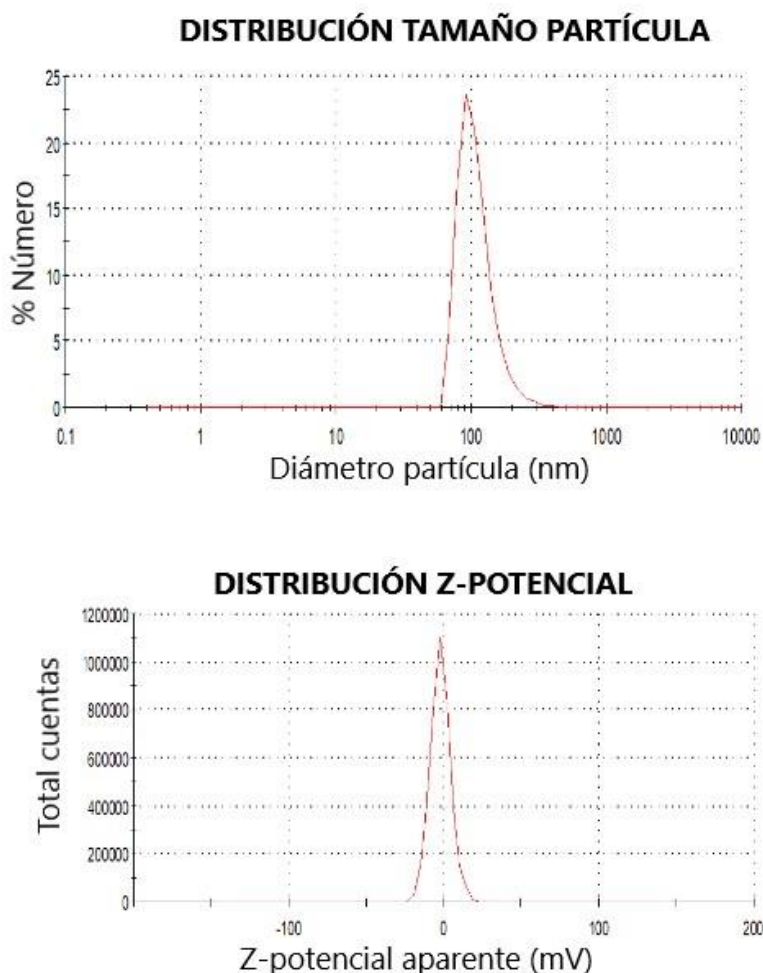 DISTRIBUCIÓN TAMAÑO PARTÍCULA
25
20
15
10
5
0
% Número
0.1 1 10 100 1000 10000
Diámetro partícula (nm)
DISTRIBUCIÓN Z-POTENCIAL
1200000
1000000
800000
600000
400000
200000
0
Total cuentas
-100 0 100 200
Z-potencial aparente (mV)